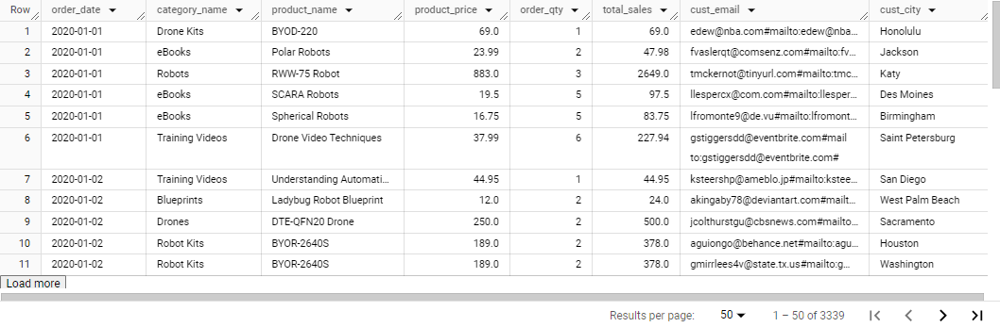 Row order_date category_name product_name product_price order_qty total_sales cust_email cust_city
1 2020-01-01 Drone Kits BYOD-220 69.0 1 69.0 edew@nba.com#mailto:edew@nba... Honolulu
2 2020-01-01 eBooks Polar Robots 23.99 2 47.98 fvaslerqt@comsenz.com#mailto:fv... Jackson
3 2020-01-01 Robots RWW-75 Robot 883.0 3 2649.0 tmckernot@tinyurl.com#mailto:tmc... Katy
4 2020-01-01 eBooks SCARA Robots 19.5 5 97.5 llespercx@com.com#mailto:llesper... Des Moines
5 2020-01-01 eBooks Spherical Robots 16.75 5 83.75 lfromonte9@de.vu#mailto:lfromont... Birmingham
6 2020-01-01 Training Videos Drone Video Techniques 37.99 6 227.94 gstiggersdd@eventbrite.com#mail Saint Petersburg
to:gstiggersdd@eventbrite.com#
7 2020-01-02 Training Videos Understanding Automati... 44.95 1 44.95 ksteershp@ameblo.jp#mailto:kstee... San Diego
8 2020-01-02 Blueprints Ladybug Robot Blueprint 12.0 2 24.0 akingaby78@deviantart.com#mailt... West Palm Beach
9 2020-01-02 Drones DTE-QFN20 Drone 250.0 2 500.0 jcolthurstgu@cbsnews.com#mailto... Sacramento
10 2020-01-02 Robot Kits BYOR-2640S 189.0 2 378.0 aguiongo@behance.net#mailto:agu... Houston
11 2020-01-02 Robot Kits BYOR-2640S 189.0 2 378.0 gmirrlees4v@state.tx.us#mailto:g... Washington
Load more
Results per page: 50 1 – 50 of 3339